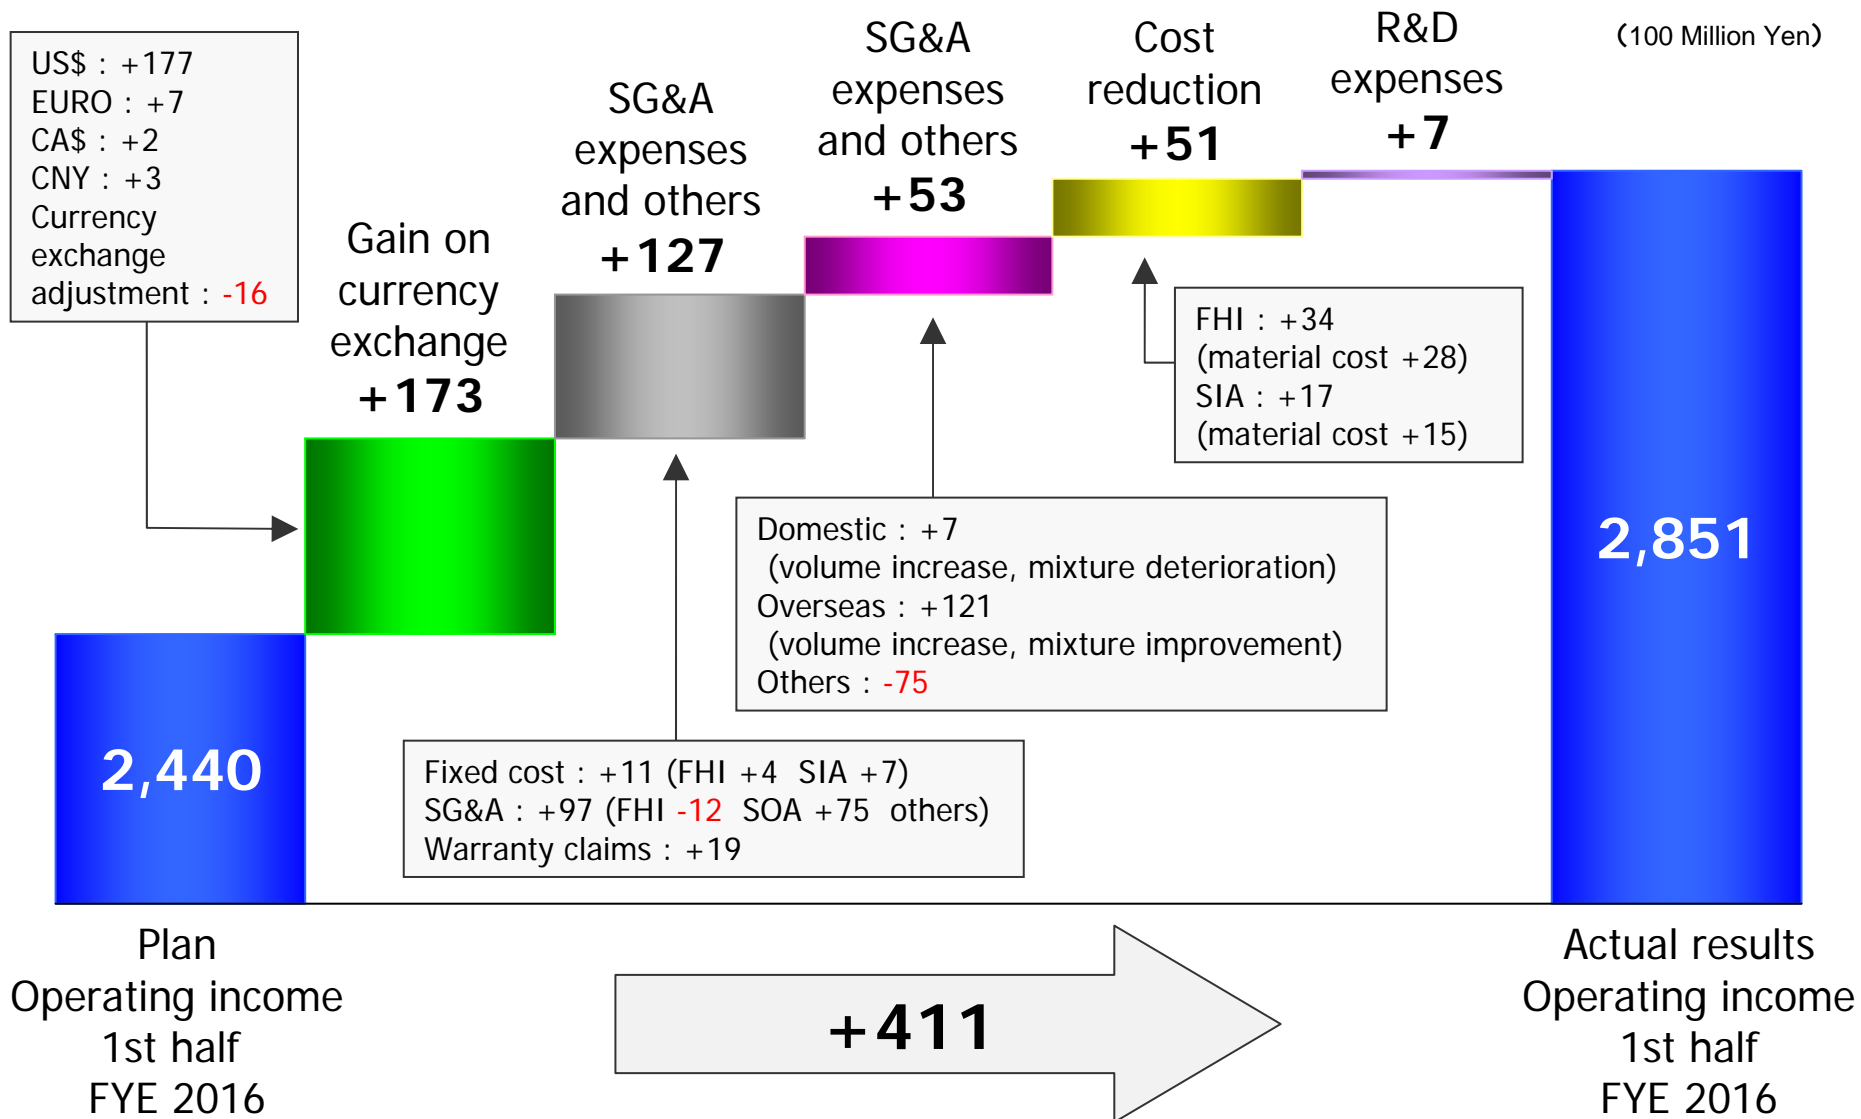 (100 Million Yen)
US$ : +177
EURO : +7
CA$ : +2
CNY : +3
Currency
exchange
adjustment : -16
Gain on
currency
exchange
+173
SG&A
expenses
and others
+127
SG&A
expenses
and others
+53
Cost
reduction
+51
R&D
expenses
+7
FHI : +34
(material cost +28)
SIA : +17
(material cost +15)
Domestic : +7
(volume increase, mixture deterioration)
Overseas : +121
(volume increase, mixture improvement)
Others : -75
Fixed cost : +11 (FHI +4 SIA +7)
SG&A : +97 (FHI -12 SOA +75 others)
Warranty claims : +19
2,440
2,851
Plan
Operating income
1st half
FYE 2016
+411
Actual results
Operating income
1st half
FYE 2016